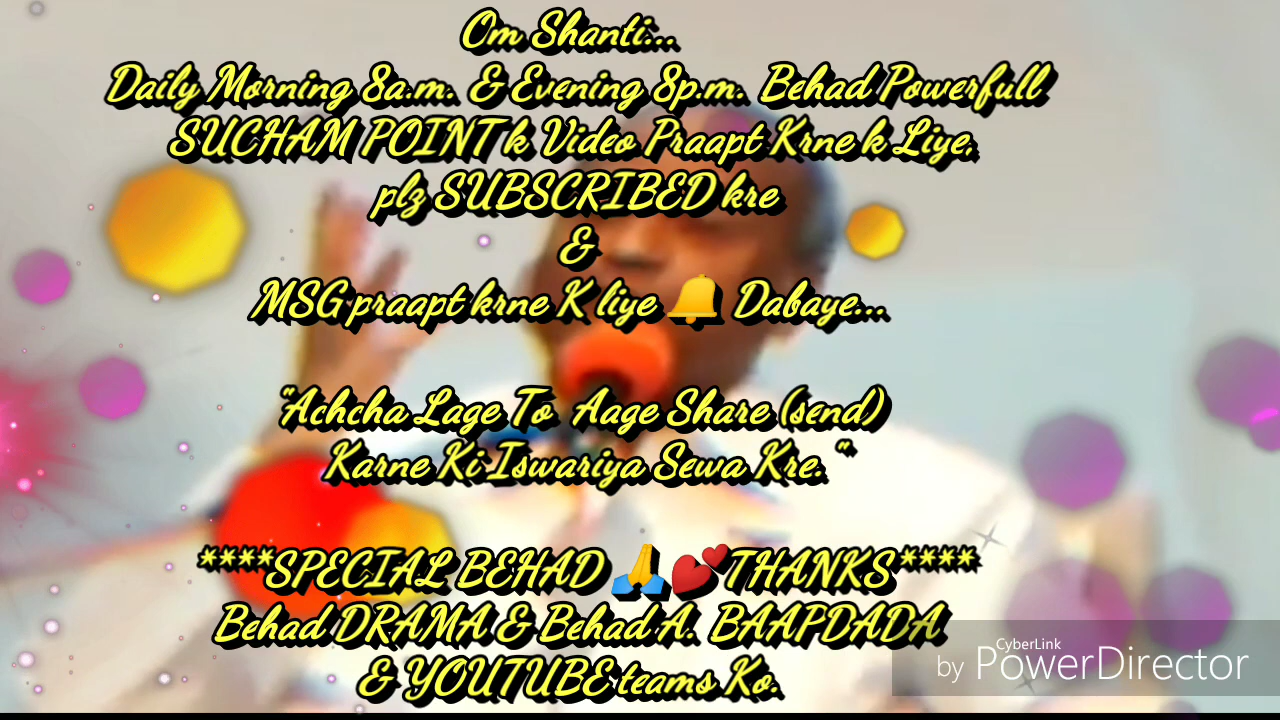 Om Shanti...
Daily Morning 8a.m. & Evening 8p.m. Behad Powerfull
SUCHAM POINT k Video Praapt Krne k Liye,
plz SUBSCRIBED kre
&
MSG praapt krne K liye 🔔 Dabaye...
"Achcha Lage To Aage Share (send)
Karne Ki Iswariya Sewa Kre."
****SPECIAL BEHAD 🙏💕THANKS****
Behad DRAMA & Behad A. BAAPDADA
& YOUTUBE teams Ko.
CyberLink
by PowerDirector